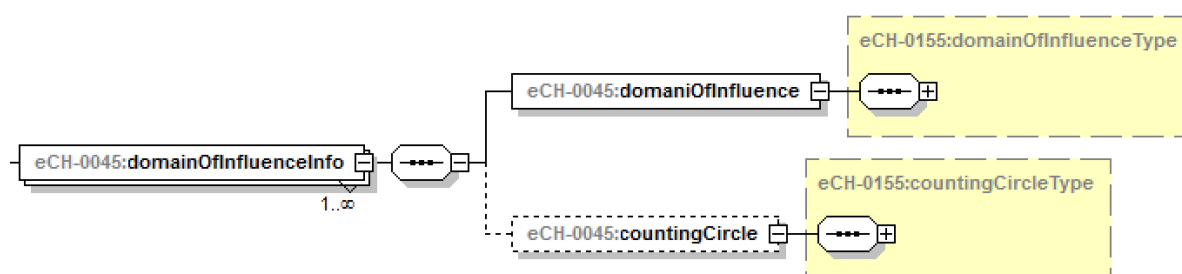 eCH-0155:domainOfInfluenceType
eCH-0045:domaniOfInfluence
eCH-0045:domainOfInfluenceInfo
1..∞
eCH-0155:countingCircleType
eCH-0045:countingCircle